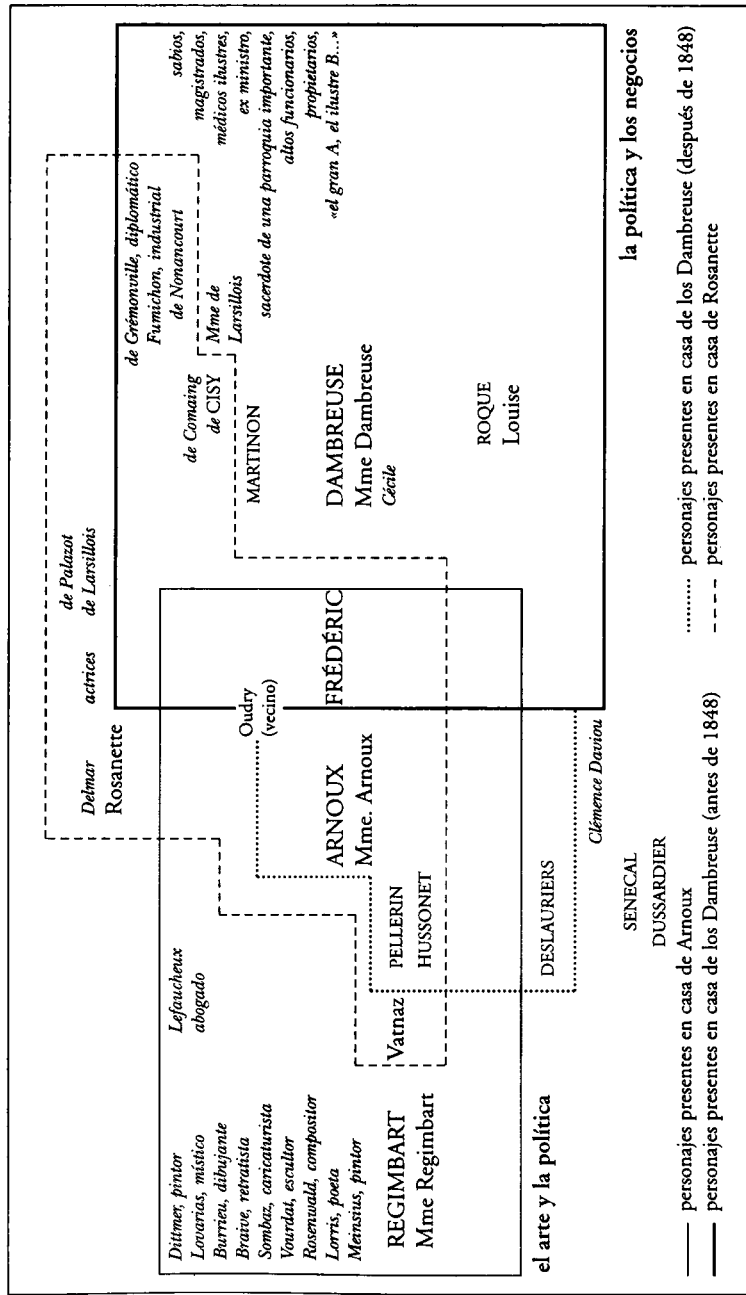 Dittmer, pintor
Lovarias, místico
Burrieu, dibujante
Braive, retratista
Sombaz, caricaturista
Vourdat, escultor
Rosenwald, compositor
Lorris, poeta
Meinsius, pintor
REGIMBART
Mme Regimbart
el arte y la política
Lefaucheux
abogado
Vatnaz
PELLERIN
HUSSONET
DESLAURIERS
SENECAL
DUSSARDIER
Clémence Daviou
ARNOUX
Mme. Arnoux
Oudry
(vecino)
Delmar
Rosanette
actrices
de Palazot
de Larsillois
FRÉDÉRIC
MARTINON
DAMBREUSE
Mme Dambreuse
Cécile
ROQUE
Louise
de Comaing
de CISY
Mme de
Larsillois
de Grémonville, diplomático
Fumichon, industrial
de Nonancourt
sabios,
magistrados,
médicos ilustres,
ex ministro,
sacerdote de una parroquia importante,
altos funcionarios,
propietarios,
«el gran A, el ilustre B...»
la política y los negocios
personajes presentes en casa de Arnoux
personajes presentes en casa de los Dambreuse (antes de 1848)
personajes presentes en casa de los Dambreuse (después de 1848)
personajes presentes en casa de Rosanette